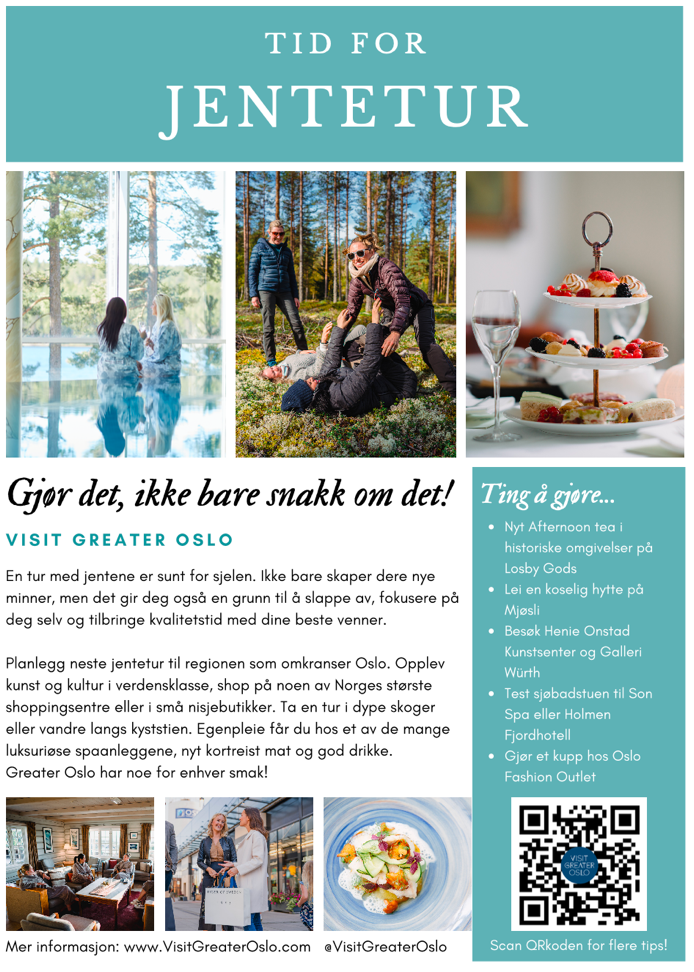 TID FOR
JENTETUR
Gjør det, ikke bare snakk om det!
VISIT GREATER OSLO
En tur med jentene er sunt for sjelen. Ikke bare skaper dere nye
minner, men det gir deg også en grunn til å slappe av, fokusere på
deg selv og tilbringe kvalitetstid med dine beste venner.
Planlegg neste jentetur til regionen som omkranser Oslo. Opplev
kunst og kultur i verdensklasse, shop på noen av Norges største
shoppingsentre eller i små nisjebutikker. Ta en tur i dype skoger
eller vandre langs kyststien. Egenpleie får du hos et av de mange
luksuriøse spaanleggene, nyt kortreist mat og god drikke.
Greater Oslo har noe for enhver smak!
Mer informasjon: www.VisitGreaterOslo.com @VisitGreaterOslo
Ting å gjøre...
• Nyt Afternoon tea i
historiske omgivelser på
Losby Gods
• Lei en koselig hytte på
Mjøsli
• Besøk Henie Onstad
Kunstsenter og Galleri
Würth
• Test sjøbadstuen til Son
Spa eller Holmen
Fjordhotell
• Gjør et kupp hos Oslo
Fashion Outlet
VISIT
GREATER
OSLO
Scan QRkoden for flere tips!